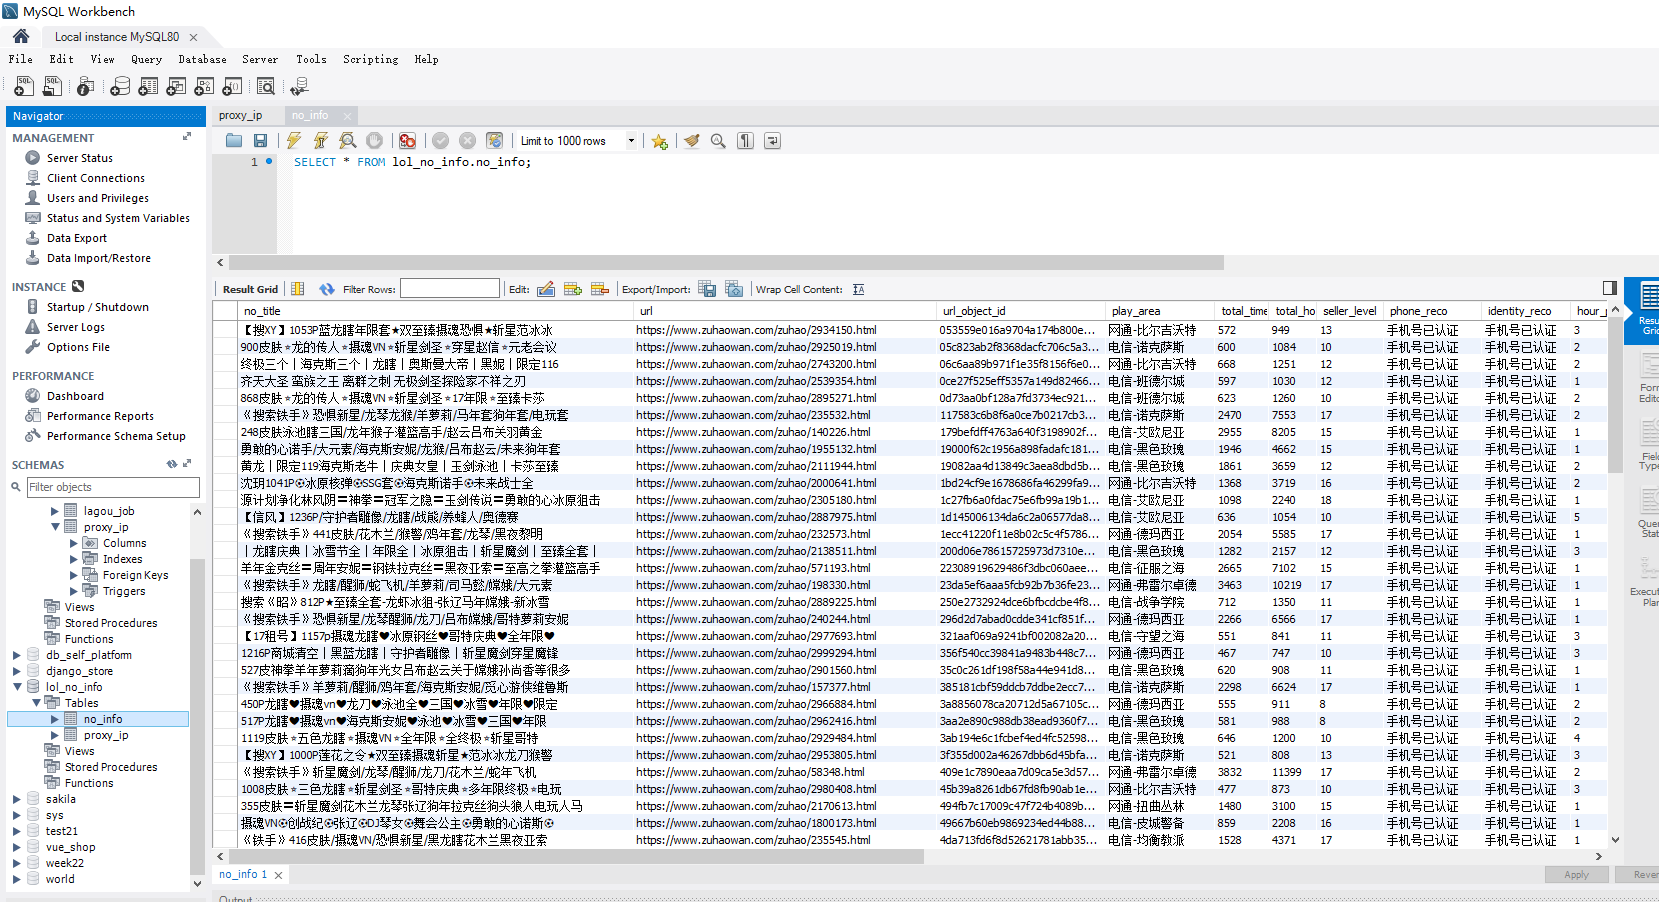 MySQL Workbench
Local instance MySQL80
File Edit View Query Database Server Tools Scripting Help
Navigator
MANAGEMENT
Server Status
Client Connections
Users and Privileges
Status and System Variables
Data Export
Data Import/Restore
INSTANCE
Startup / Shutdown
Server Logs
Options File
PERFORMANCE
Dashboard
Performance Reports
Performance Schema Setup
SCHEMAS
Filter objects
lagou_job
proxy_ip
Columns
Indexes
Foreign Keys
Triggers
Views
Stored Procedures
Functions
db_self_platform
django_store
lol_no_info
Tables
no_info
proxy_ip
Views
Stored Procedures
Functions
sakila
sys
test21
vue_shop
week22
world
proxy_ip no_info
Limit to 1000 rows
1 SELECT * FROM lol_no_info.no_info;
Result Grid Filter Rows: Edit: Export/Import: Wrap Cell Content:
no_title url url_object_id play_area total_time total_ho seller_level phone_reco identity_reco hour_
【搜XY】1053P蓝龙瞎年限套★双至臻摄魂恐惧★斩星范冰冰 https://www.zuhaowan.com/zuhao/2934150.html 053559e016a9704a174b800e... 网通-比尔吉沃特 572 949 13 手机号已认证 手机号已认证 3
900皮肤★龙的传人★摄魂VN★斩星剑圣★穿星赵信★元老会议 https://www.zuhaowan.com/zuhao/2925019.html 05c823ab2f8368dacfc706c5a3... 电信-诺克萨斯 600 1084 10 手机号已认证 手机号已认证 2
终极三个丨海克斯三个丨龙瞎丨奥斯曼大帝丨黑妮丨限定116 https://www.zuhaowan.com/zuhao/2743200.html 06c6aa89b971f1e35f8156f6e0... 网通-比尔吉沃特 668 1251 12 手机号已认证 手机号已认证 2
齐天大圣 蛮族之王 离群之刺 无极剑圣探险家不祥之刃 https://www.zuhaowan.com/zuhao/2539354.html 0ce27f525eff5357a149d82466... 电信-班德尔城 597 1030 12 手机号已认证 手机号已认证 1
868皮肤★龙的传人★摄魂VN★斩星剑圣★17年限★至臻卡莎 https://www.zuhaowan.com/zuhao/2895271.html 0d73aa0bf128a7fd3734ec921... 电信-班德尔城 623 1260 10 手机号已认证 手机号已认证 2
《搜索铁手》恐惧新星/龙琴龙猴/羊萝莉/马年套狗年套/电玩套 https://www.zuhaowan.com/zuhao/235532.html 117583c6b8f6a0ce7b0217cb3... 电信-诺克萨斯 2470 7553 17 手机号已认证 手机号已认证 2
248皮肤泳池瞎三国/龙年猴子灌篮高手/赵云吕布关羽黄金 https://www.zuhaowan.com/zuhao/140226.html 179befdff4763a640f3198902f... 电信-艾欧尼亚 2955 8205 15 手机号已认证 手机号已认证 1
勇敢的心诺手/大元素/海克斯安妮/龙猴/吕布赵云/未来狗年套 https://www.zuhaowan.com/zuhao/1955132.html 19000f62c1956a898fadafc181... 电信-黑色玫瑰 1946 4662 15 手机号已认证 手机号已认证 1
黄龙丨限定119海克斯老牛丨庆典女皇丨玉剑泳池丨卡莎至臻 https://www.zuhaowan.com/zuhao/2111944.html 19082aa4d13849c3aea8dbd5b... 电信-黑色玫瑰 1861 3659 12 手机号已认证 手机号已认证 2
沈玥1041P⚽冰原核弹⚽SSG套⚽海克斯诺手⚽未来战士全 https://www.zuhaowan.com/zuhao/2000641.html 1bd24cf9e1678686fa46299fa9... 网通-比尔吉沃特 1368 3719 16 手机号已认证 手机号已认证 2
源计划净化林风阴〓神拳〓冠军之隐〓玉剑传说〓勇敢的心冰原狙击 https://www.zuhaowan.com/zuhao/2305180.html 1c27fb6a0fdac75e6fb99a19b1... 电信-艾欧尼亚 1098 2240 18 手机号已认证 手机号已认证 1
【信风】1236P/守护者雕像/龙瞎/战熊/养蜂人/奥德赛 https://www.zuhaowan.com/zuhao/2887975.html 1d145006134da6c2a06577da8... 电信-艾欧尼亚 636 1054 10 手机号已认证 手机号已认证 5
《搜索铁手》441皮肤/花木兰/猴警/鸡年套/龙琴/黑夜黎明 https://www.zuhaowan.com/zuhao/232573.html 1ecc41220f11e8b02c5c4f5786... 网通-德玛西亚 2054 5585 17 手机号已认证 手机号已认证 1
丨龙瞎庆典丨冰雪节全丨年限全丨冰原狙击丨斩星魔剑丨至臻全套丨 https://www.zuhaowan.com/zuhao/2138511.html 200d06e78615725973d7310e... 电信-黑色玫瑰 1282 2157 12 手机号已认证 手机号已认证 3
羊年金克丝〓周年安妮〓钢铁拉克丝〓黑夜亚索〓至高之拳灌篮高手 https://www.zuhaowan.com/zuhao/571193.html 22308919629486f3dbc060aee... 电信-征服之海 2665 7102 15 手机号已认证 手机号已认证 1
《搜索铁手》龙瞎/醒狮/蛇飞机/羊萝莉/司马懿/嫦娥/大元素 https://www.zuhaowan.com/zuhao/198330.html 23da5ef6aaa5fcb92b7b36fe23... 网通-弗雷尔卓德 3463 10219 17 手机号已认证 手机号已认证 1
搜索《昭》812P★至臻全套-龙虾冰狙-张辽马年嫦娥-新冰雪 https://www.zuhaowan.com/zuhao/2889225.html 250e2732924dce6bfbcdcbe4f8... 电信-战争学院 712 1350 11 手机号已认证 手机号已认证 1
《搜索铁手》恐惧新星/龙琴醒狮/龙刀/吕布嫦娥/哥特萝莉安妮 https://www.zuhaowan.com/zuhao/240244.html 296d2d7abad0cdde341cf851f... 电信-黑色玫瑰 2266 6566 17 手机号已认证 手机号已认证 1
【17租号】1157p摄魂龙瞎♥冰原铜丝♥哥特庆典♥全年限♥ https://www.zuhaowan.com/zuhao/2977693.html 321aaf069a9241bf002082a20... 电信-守望之海 551 841 11 手机号已认证 手机号已认证 3
1216P商城清空丨黑蓝龙瞎丨守护者雕像丨斩星魔剑穿星魔锋 https://www.zuhaowan.com/zuhao/2999294.html 356f540cc39841a9483b448c7... 网通-德玛西亚 467 747 10 手机号已认证 手机号已认证 3
527皮神拳羊年萝莉薇狗年光女吕布赵云关于嫦娥孙尚香等很多 https://www.zuhaowan.com/zuhao/2901560.html 35c0c261df198f58a44e941d8... 电信-黑色玫瑰 620 908 11 手机号已认证 手机号已认证 1
《搜索铁手》羊萝莉/醒狮/鸡年套/海克斯安妮/觅心游侠维鲁斯 https://www.zuhaowan.com/zuhao/157377.html 385181cbf59ddcb7ddbe2ecc7... 电信-诺克萨斯 2298 6624 17 手机号已认证 手机号已认证 1
450P龙瞎♥摄魂vn♥龙刀♥泳池全♥三国♥冰雪♥年限♥限定 https://www.zuhaowan.com/zuhao/2966884.html 3a8856078ca20712d5a67105c... 网通-德玛西亚 555 911 8 手机号已认证 手机号已认证 2
517P龙瞎♥摄魂vn♥海克斯安妮♥泳池♥冰雪♥三国♥年限 https://www.zuhaowan.com/zuhao/2962416.html 3aa2e890c988db38ead9360f7... 电信-黑色玫瑰 581 988 8 手机号已认证 手机号已认证 2
1119皮肤★五色龙瞎★摄魂VN★全年限★全终极★斩星哥特 https://www.zuhaowan.com/zuhao/2929484.html 3ab194e6c1fcbef4ed4fc52598... 电信-黑色玫瑰 646 1200 10 手机号已认证 手机号已认证 4
【搜XY】1000P莲花之令★双至臻摄魂斩星★范冰冰龙刀猴警 https://www.zuhaowan.com/zuhao/2953805.html 3f355d002a46267dbb6d45bfa... 电信-诺克萨斯 521 808 13 手机号已认证 手机号已认证 3
《搜索铁手》斩星魔剑/龙琴/醒狮/龙刀/花木兰/蛇年飞机 https://www.zuhaowan.com/zuhao/58348.html 409e1c7890eaa7d09ca5e3d57... 网通-弗雷尔卓德 3832 11399 17 手机号已认证 手机号已认证 2
1008皮肤★三色龙瞎★斩星剑圣★哥特庆典★多年限终极★电玩 https://www.zuhaowan.com/zuhao/2980408.html 45b39a8261db67fd8fb90ab1e... 网通-比尔吉沃特 477 873 10 手机号已认证 手机号已认证 3
355皮肤〓斩星魔剑花木兰龙琴张辽狗年拉克丝狗头狼人电玩人马 https://www.zuhaowan.com/zuhao/2170613.html 494fb7c17009c47f724b4089b... 网通-扭曲丛林 1480 3100 15 手机号已认证 手机号已认证 1
摄魂VN⚽创战纪⚽张辽⚽DJ琴女⚽舞会公主⚽勇敢的心诺斯⚽ https://www.zuhaowan.com/zuhao/1800173.html 49667b60eb9869234ed44b88... 电信-皮城警备 859 2208 16 手机号已认证 手机号已认证 1
《铁手》416皮肤/摄魂VN/恐惧新星/黑龙瞎花木兰黑夜亚索 https://www.zuhaowan.com/zuhao/235545.html 4da713fd6f8d52621781abb35... 电信-均衡教派 1528 4371 17 手机号已认证 手机号已认证 1
Resu
Grid
Form
Edito
Field
Type
Quer
Stat
Execut
Plan
no_info 1
Apply Rever
Output